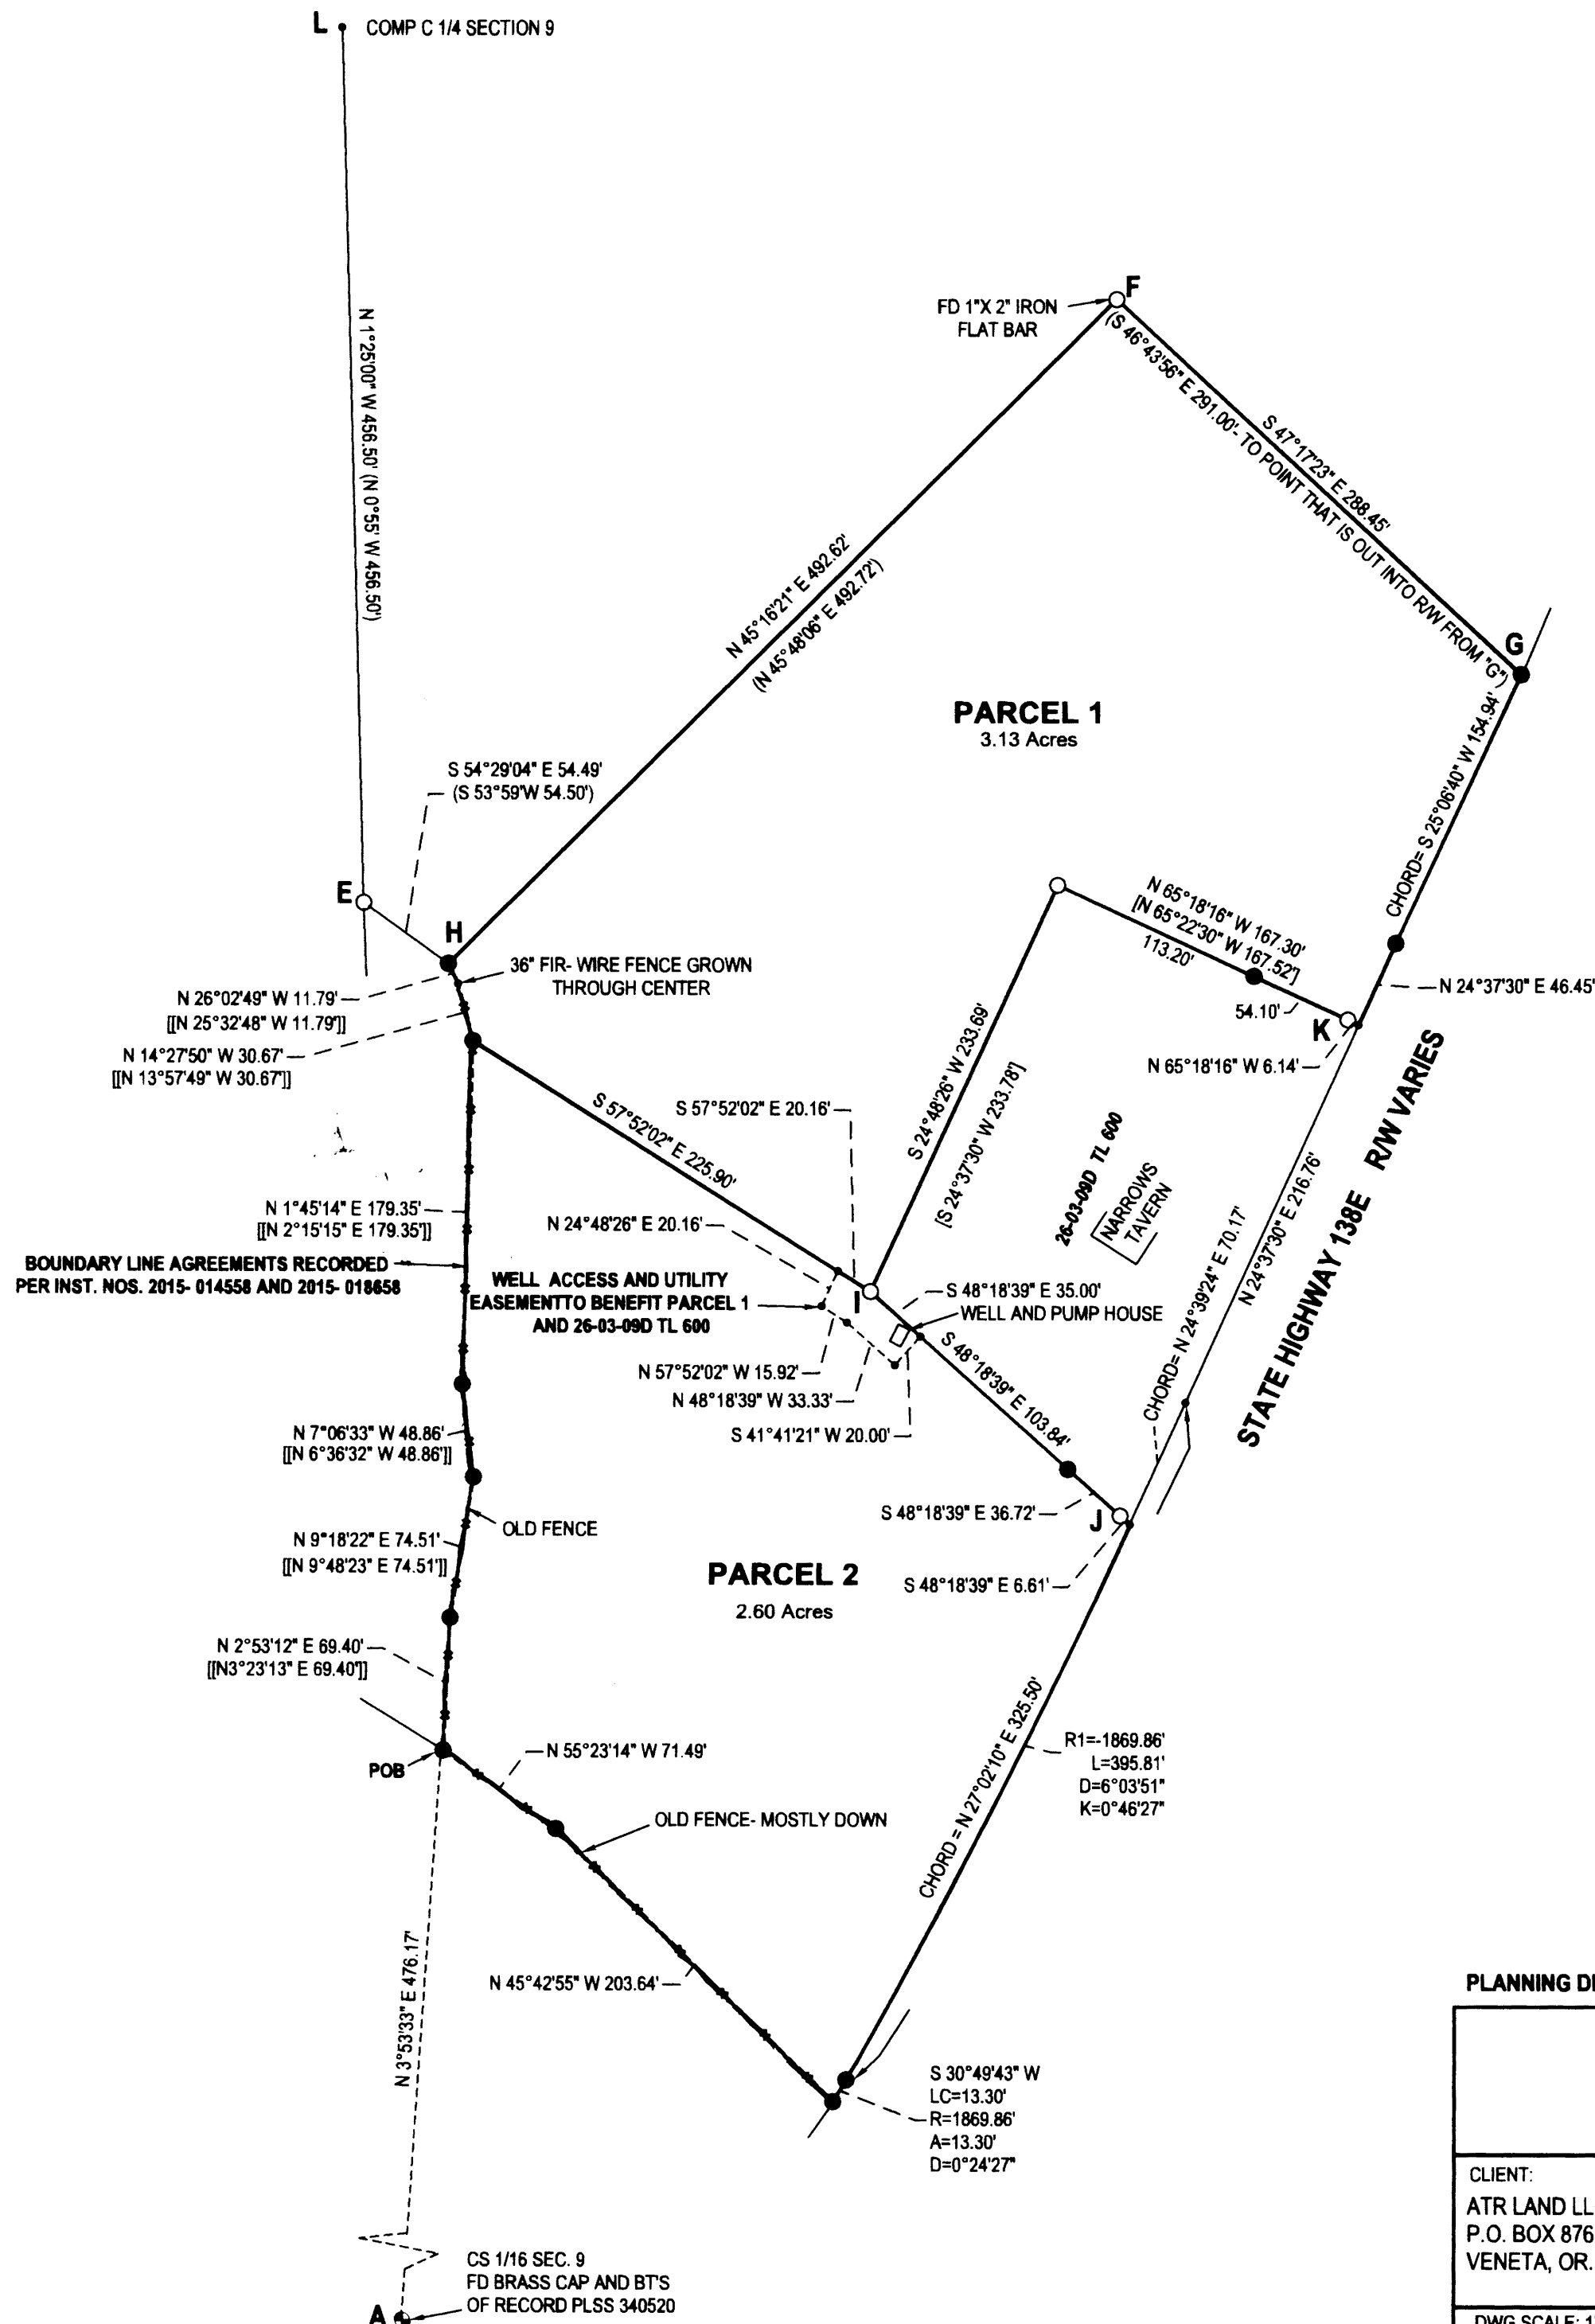 L
COMP C 1/4 SECTION 9
N 1°25'00" W 456.50' (N 0°55' W 456.50')
FD 1"X 2" IRON
FLAT BAR
F
(S 46°43'56" E 291.00'- TO POINT THAT IS OUT INTO R/W FROM "G")
S 47°17'23" E 288.45'
G
N 45°16'21" E 492.62'
(N 45°48'06" E 492.72')
PARCEL 1
3.13 Acres
CHORD= S 25°06'40" W 154.94'
S 54°29'04" E 54.49'
(S 53°59'W 54.50')
E
H
36" FIR- WIRE FENCE GROWN
THROUGH CENTER
N 26°02'49" W 11.79'
[[N 25°32'48" W 11.79']]
N 14°27'50" W 30.67'
[[N 13°57'49" W 30.67']]
N 65°18'16" W 167.30'
[N 65°22'30" W 167.52']
113.20'
54.10'
K
N 24°37'30" E 46.45'
N 65°18'16" W 6.14'
S 24°48'26" W 233.69'
[S 24°37'30" W 233.78']
S 57°52'02" E 225.90'
S 57°52'02" E 20.16'
26-03-09D TL 600
NARROWS
TAVERN
STATE HIGHWAY 138E R/W VARIES
N 24°37'30" E 216.76'
CHORD= N 24°39'24" E 70.17'
N 1°45'14" E 179.35'
[[N 2°15'15" E 179.35']]
N 24°48'26" E 20.16'
BOUNDARY LINE AGREEMENTS RECORDED
PER INST. NOS. 2015- 014558 AND 2015- 018658
WELL ACCESS AND UTILITY
EASEMENTTO BENEFIT PARCEL 1
AND 26-03-09D TL 600
I
S 48°18'39" E 35.00'
WELL AND PUMP HOUSE
N 57°52'02" W 15.92'
N 48°18'39" W 33.33'
S 41°41'21" W 20.00'
S 48°18'39" E 103.84'
N 7°06'33" W 48.86'
[[N 6°36'32" W 48.86']]
OLD FENCE
S 48°18'39" E 36.72'
J
S 48°18'39" E 6.61'
N 9°18'22" E 74.51'
[[N 9°48'23" E 74.51']]
PARCEL 2
2.60 Acres
N 2°53'12" E 69.40'
[[N3°23'13" E 69.40']]
POB
N 55°23'14" W 71.49'
OLD FENCE- MOSTLY DOWN
CHORD = N 27°02'10" E 325.50'
R1=-1869.86'
L=395.81'
D=6°03'51"
K=0°46'27"
N 45°42'55" W 203.64'
N 3°53'33" E 476.17'
S 30°49'43" W
LC=13.30'
R=1869.86'
A=13.30'
D=0°24'27"
CS 1/16 SEC. 9
FD BRASS CAP AND BT'S
OF RECORD PLSS 340520
A
PLANNING
CLIENT:
ATR LAND LL
P.O. BOX 876
VENETA, OR.
DWG SCALE: 1